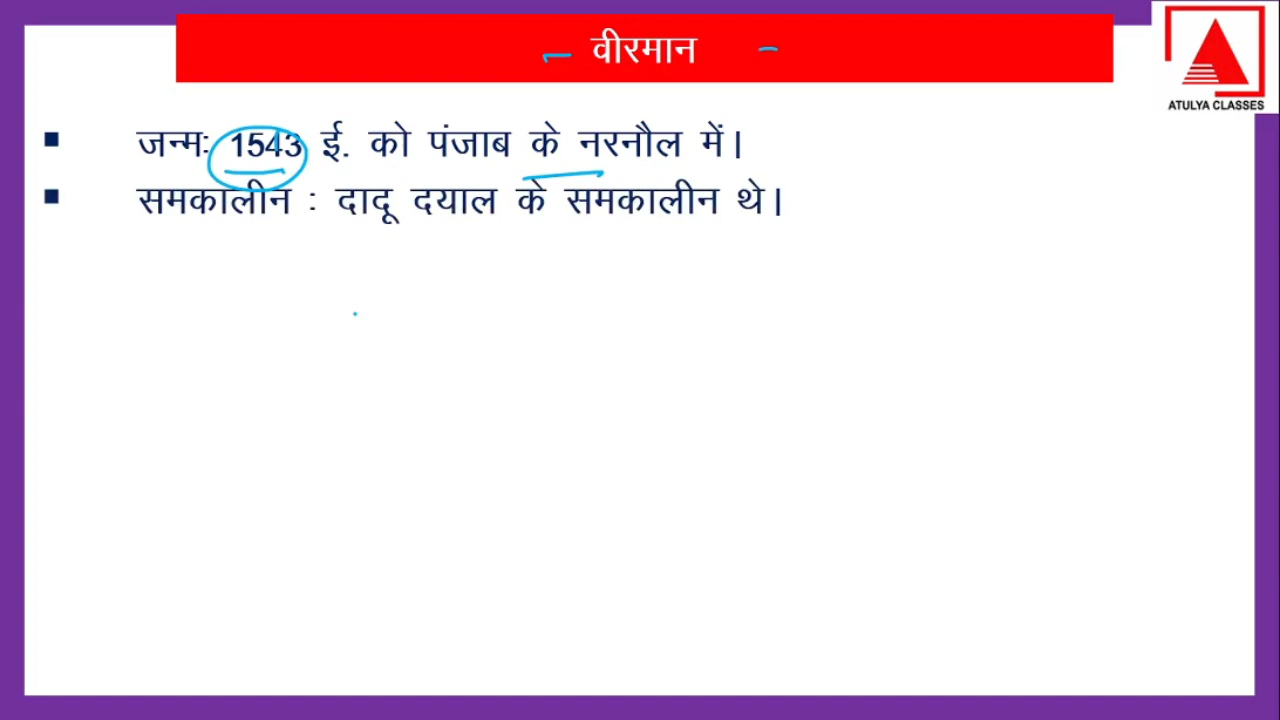 वीरमान
ATULYA CLASSES
जन्मः 1543 ई. को पंजाब के नरनौल में।
समकालीन : दादू दयाल के समकालीन थे।